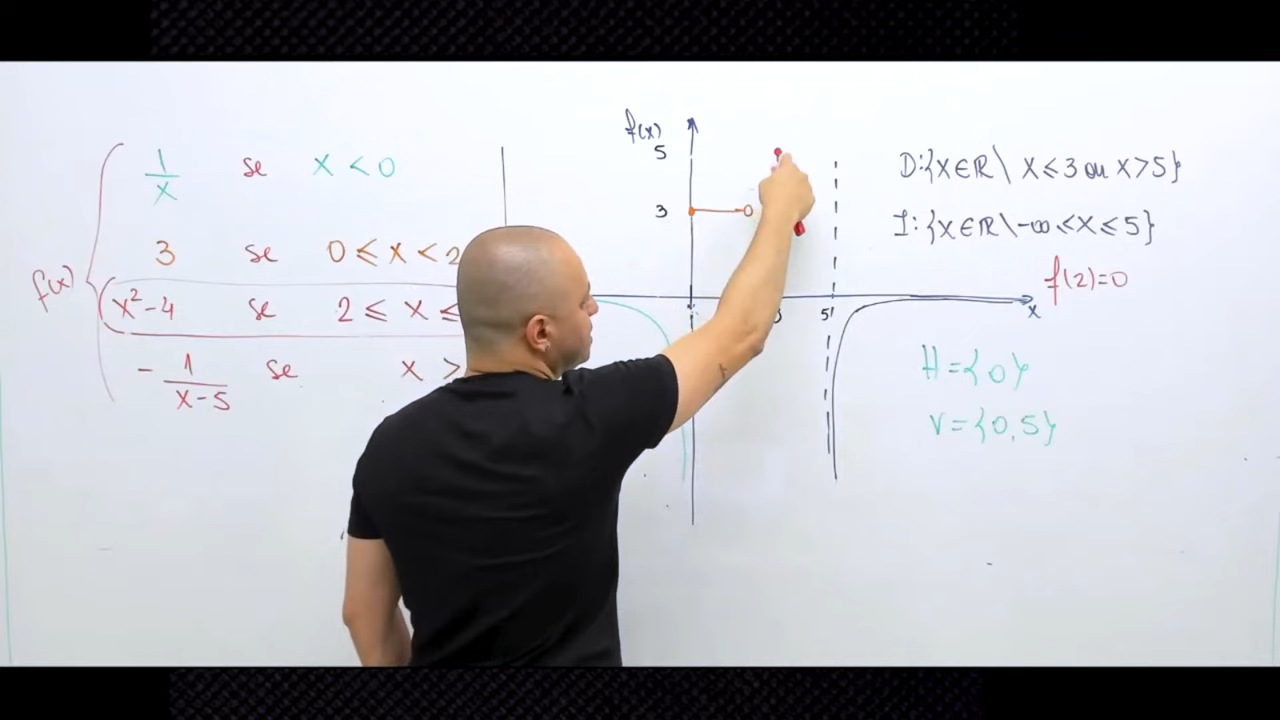 f(x)
1/x se x < 0
3 se 0 ≤ x < 2
x²-4 se 2 ≤ x ≤
- 1/(x-5) se x >
f(x)
5
3
5
x
D:{x∈ℝ \ x ≤ 3 ou x > 5}
I:{x∈ℝ \ -∞ < x ≤ 5}
f(2)=0
H={0}
V={0,5}